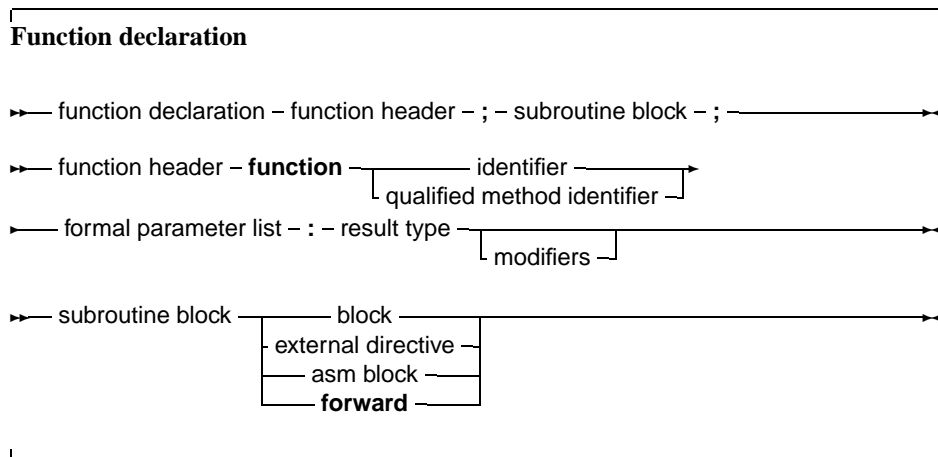 Function declaration
function declaration function header ; subroutine block ;
function header function identifier
qualified method identifier
formal parameter list : result type
modifiers
subroutine block block
external directive
asm block
forward